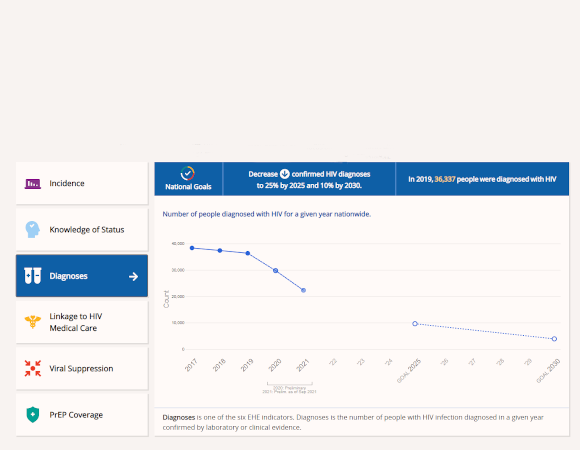 Incidence
Knowledge of Status
Diagnoses
Linkage to HIV
Medical Care
Viral Suppression
PrEP Coverage
National Goals
Decrease confirmed HIV diagnoses
to 25% by 2025 and 10% by 2030.
In 2019, 36,337 people were diagnosed with HIV
Number of people diagnosed with HIV for a given year nationwide.
Count
40,000
30,000
20,000
10,000
0
2017
2018
2019
2020
2021
'22
'23
'24
GOAL 2025
'26
'27
'28
'29
GOAL 2030
2020: Preliminary
2021: Prelim. as of Sep 2021
Diagnoses is one of the six EHE indicators. Diagnoses is the number of people with HIV infection diagnosed in a given year
confirmed by laboratory or clinical evidence.